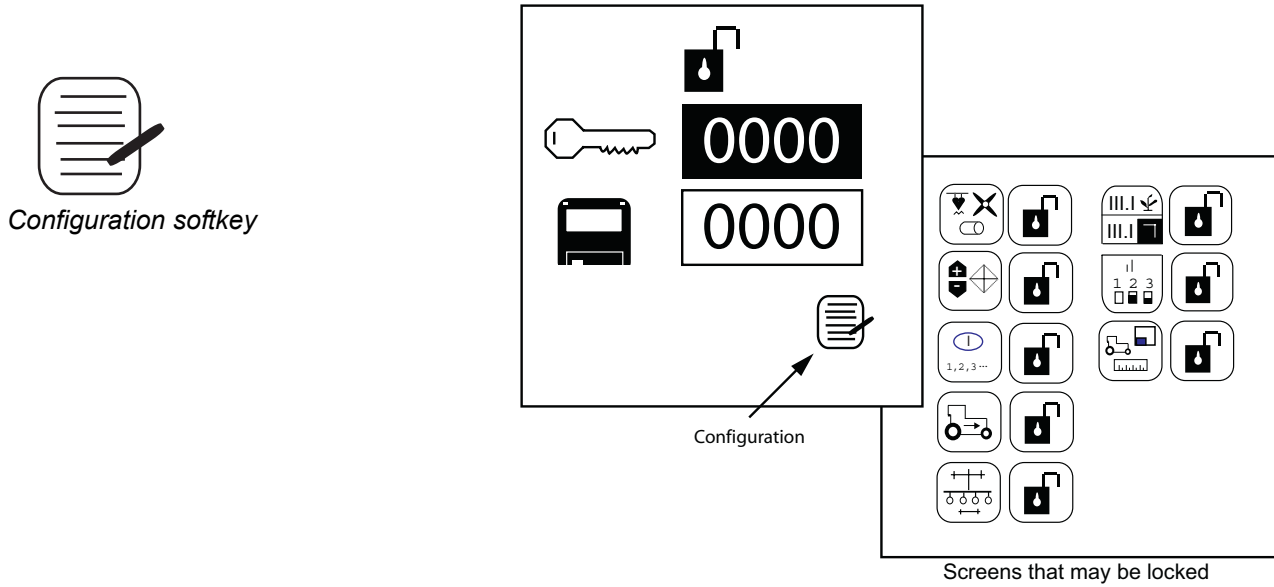 Configuration softkey
0000
0000
Configuration
III.I
III.I
1 2 3
1,2,3...
Screens that may be locked